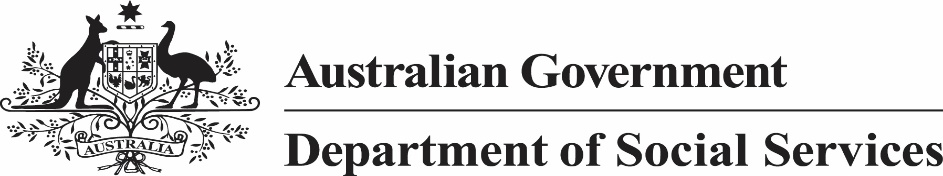 Australian Government
Department of Social Services
AUSTRALIA